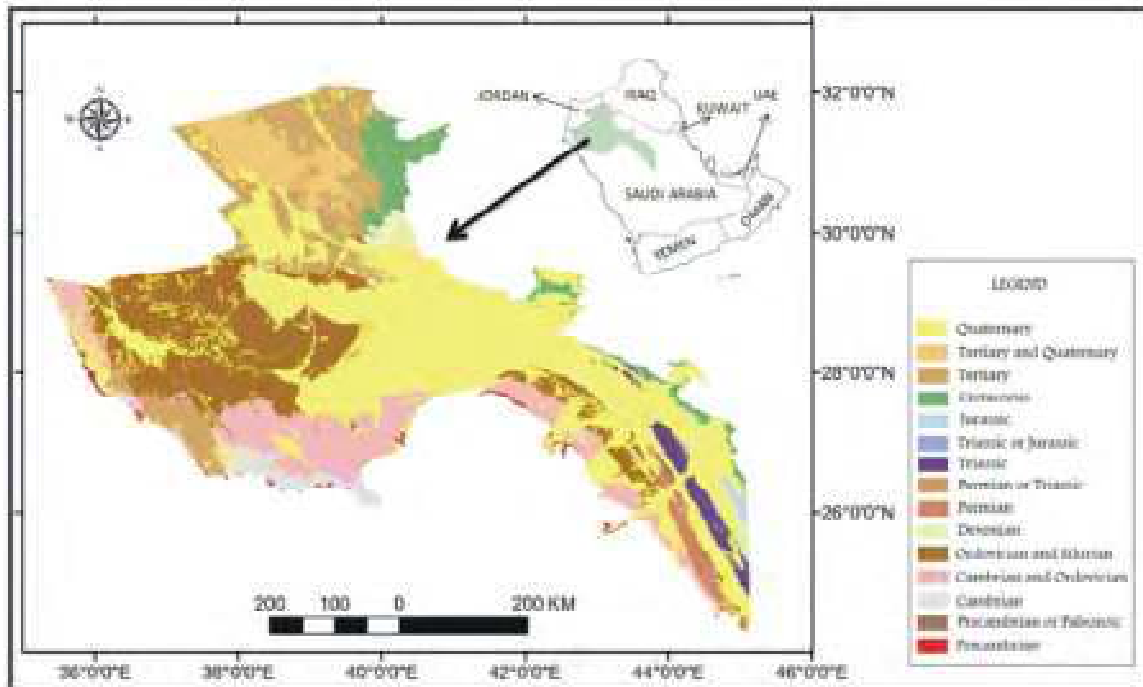 JORDAN
IRAQ
KUWAIT
UAE
SAUDI ARABIA
OMAN
YEMEN
32°0'0"N
30°0'0"N
28°0'0"N
26°0'0"N
LEGEND
Quaternary
Tertiary and Quaternary
Tertiary
Cretaceous
Jurassic
Triassic or Jurassic
Triassic
Permian or Triassic
Permian
Devonian
Ordovician and Silurian
Cambrian and Ordovician
Cambrian
Precambrian or Paleozoic
Precambrian
200 100 0 200 KM
36°0'0"E 38°0'0"E 40°0'0"E 42°0'0"E 44°0'0"E 46°0'0"E